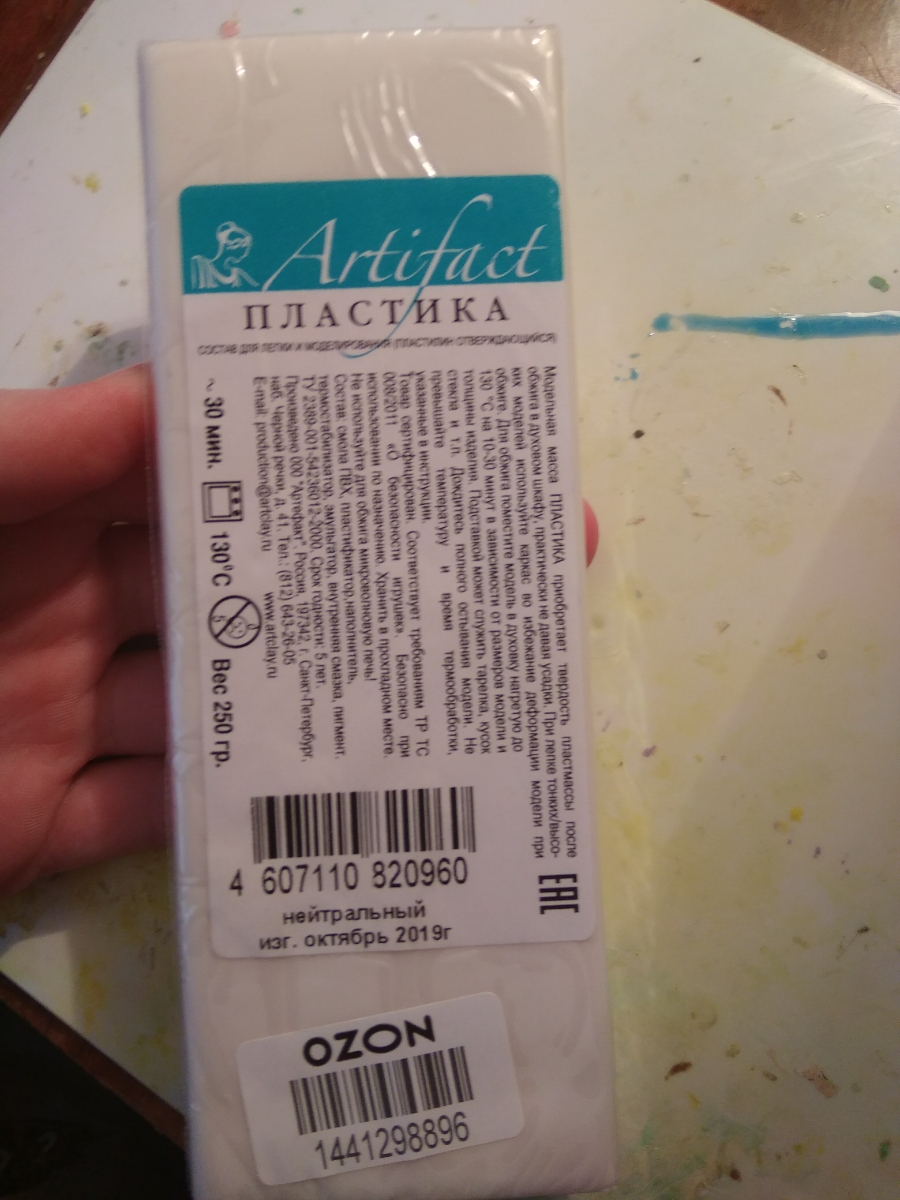 Artifact
ПЛАСТИКА
СОСТАВ ДЛЯ ЛЕПКИ И МОДЕЛИРОВАНИЯ (ПЛАСТИЛИН ОТВЕРЖДАЮЩИЙСЯ)
Модельная масса ПЛАСТИКА приобретает твердость пластмассы после
обжига в духовом шкафу, практически не давая усадки. При лепке тонких/высо-
ких моделей используйте каркас во избежание деформации модели при
обжиге. Для обжига поместите модель в духовку нагретую до
130 °С на 10-30 минут в зависимости от размеров модели и
толщины изделия. Подставкой может служить тарелка, кусок
стекла и т.п. Дождитесь полного остывания модели. Не
превышайте температуру и время термообработки,
указанные в инструкции.
Товар сертифицирован. Соответствует требованиям ТР ТС
008/2011 «О безопасности игрушек». Безопасно при
использовании по назначению. Хранить в прохладном месте.
Не используйте для обжига микроволновую печь!
Состав: смола ПВХ, пластификатор, наполнитель,
термостабилизатор, эмульгатор, внутренняя смазка, пигмент.
ТУ 2389-001-54236012-2000. Срок годности: 5 лет.
Произведено ООО "Артефакт", Россия, 197342, г. Санкт-Петербург,
наб. Черной речки, д. 41. Тел.: (812) 643-26-05
E-mail: production@artclay.ru www.artclay.ru
~ 30 мин. 130°С 5 Вес 250 гр.
EAC
4 607110 820960
нейтральный
изг. октябрь 2019г
OZON
1441298896